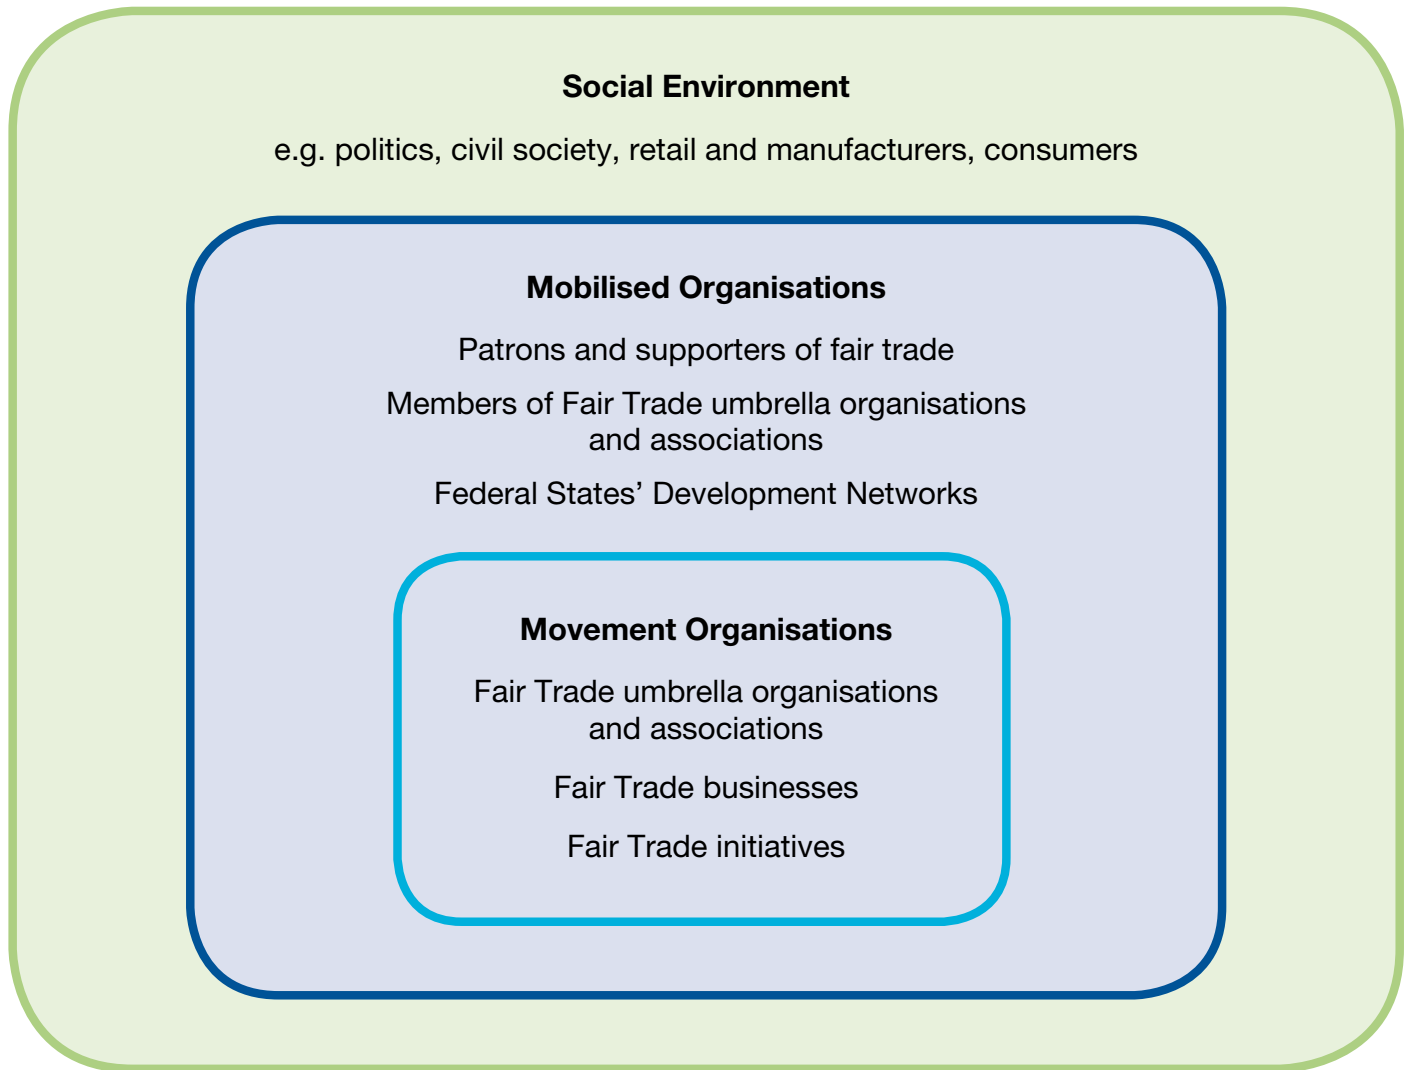 Social Environment
e.g. politics, civil society, retail and manufacturers, consumers
Mobilised Organisations
Patrons and supporters of fair trade
Members of Fair Trade umbrella organisations
and associations
Federal States’ Development Networks
Movement Organisations
Fair Trade umbrella organisations
and associations
Fair Trade businesses
Fair Trade initiatives